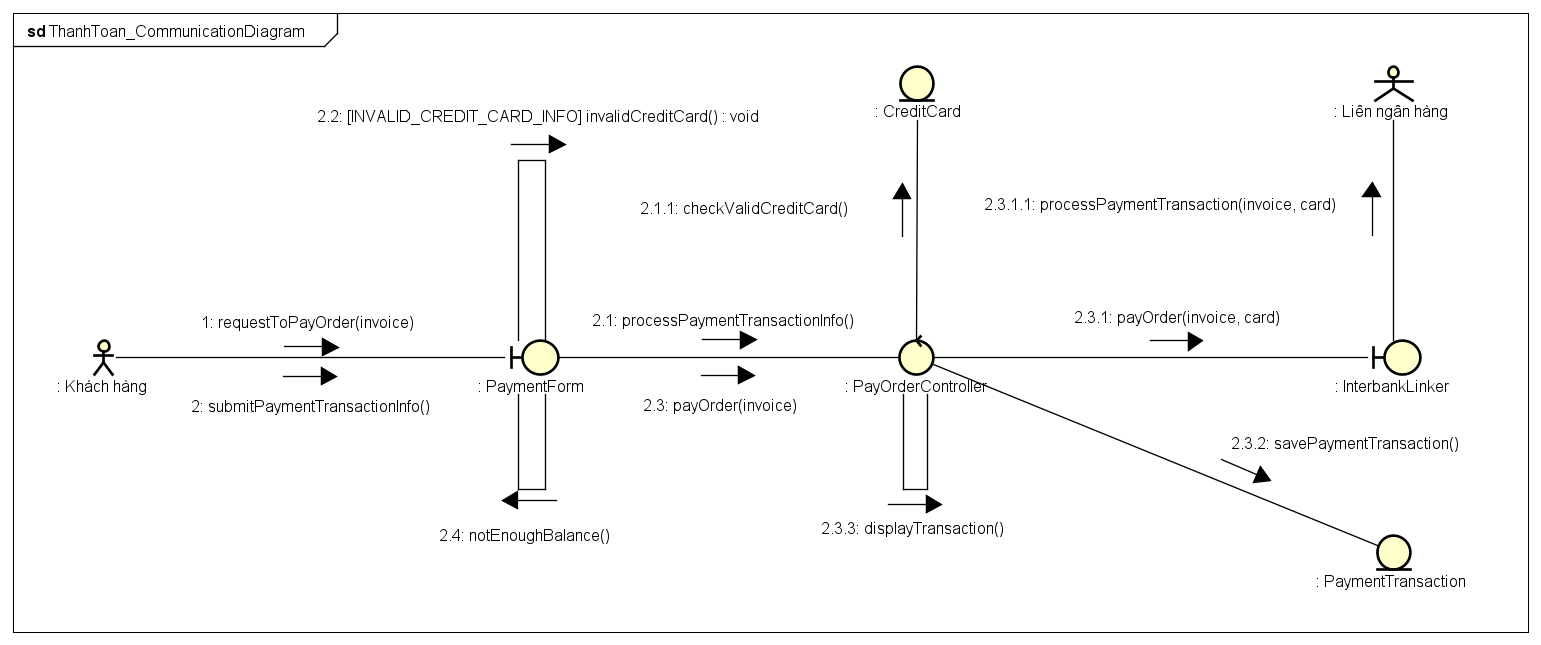 sd ThanhToan_CommunicationDiagram
2.2: [INVALID_CREDIT_CARD_INFO] invalidCreditCard() : void
: CreditCard
: Liên ngân hàng
2.1.1: checkValidCreditCard()
2.3.1.1: processPaymentTransaction(invoice, card)
1: requestToPayOrder(invoice)
2.1: processPaymentTransactionInfo()
2.3.1: payOrder(invoice, card)
: Khách hàng
: PaymentForm
: PayOrderController
: InterbankLinker
2: submitPaymentTransactionInfo()
2.3: payOrder(invoice)
2.3.2: savePaymentTransaction()
2.4: notEnoughBalance()
2.3.3: displayTransaction()
: PaymentTransaction